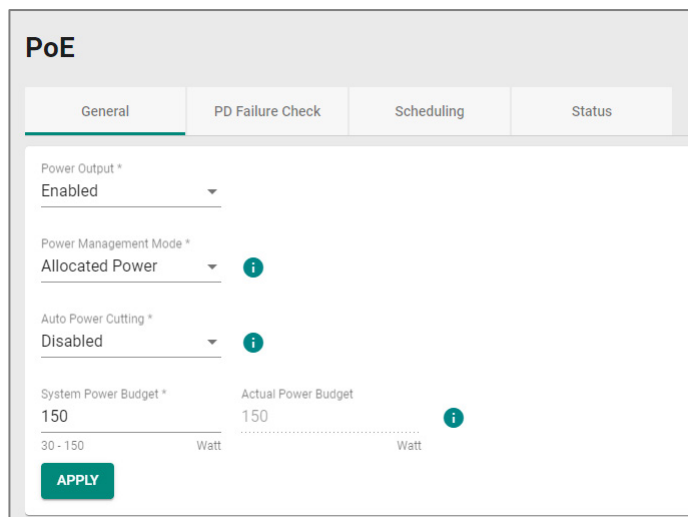 PoE
General PD Failure Check Scheduling Status
Power Output *
Enabled
Power Management Mode *
Allocated Power
Auto Power Cutting *
Disabled
System Power Budget * Actual Power Budget
150 150
30 - 150 Watt Watt
APPLY